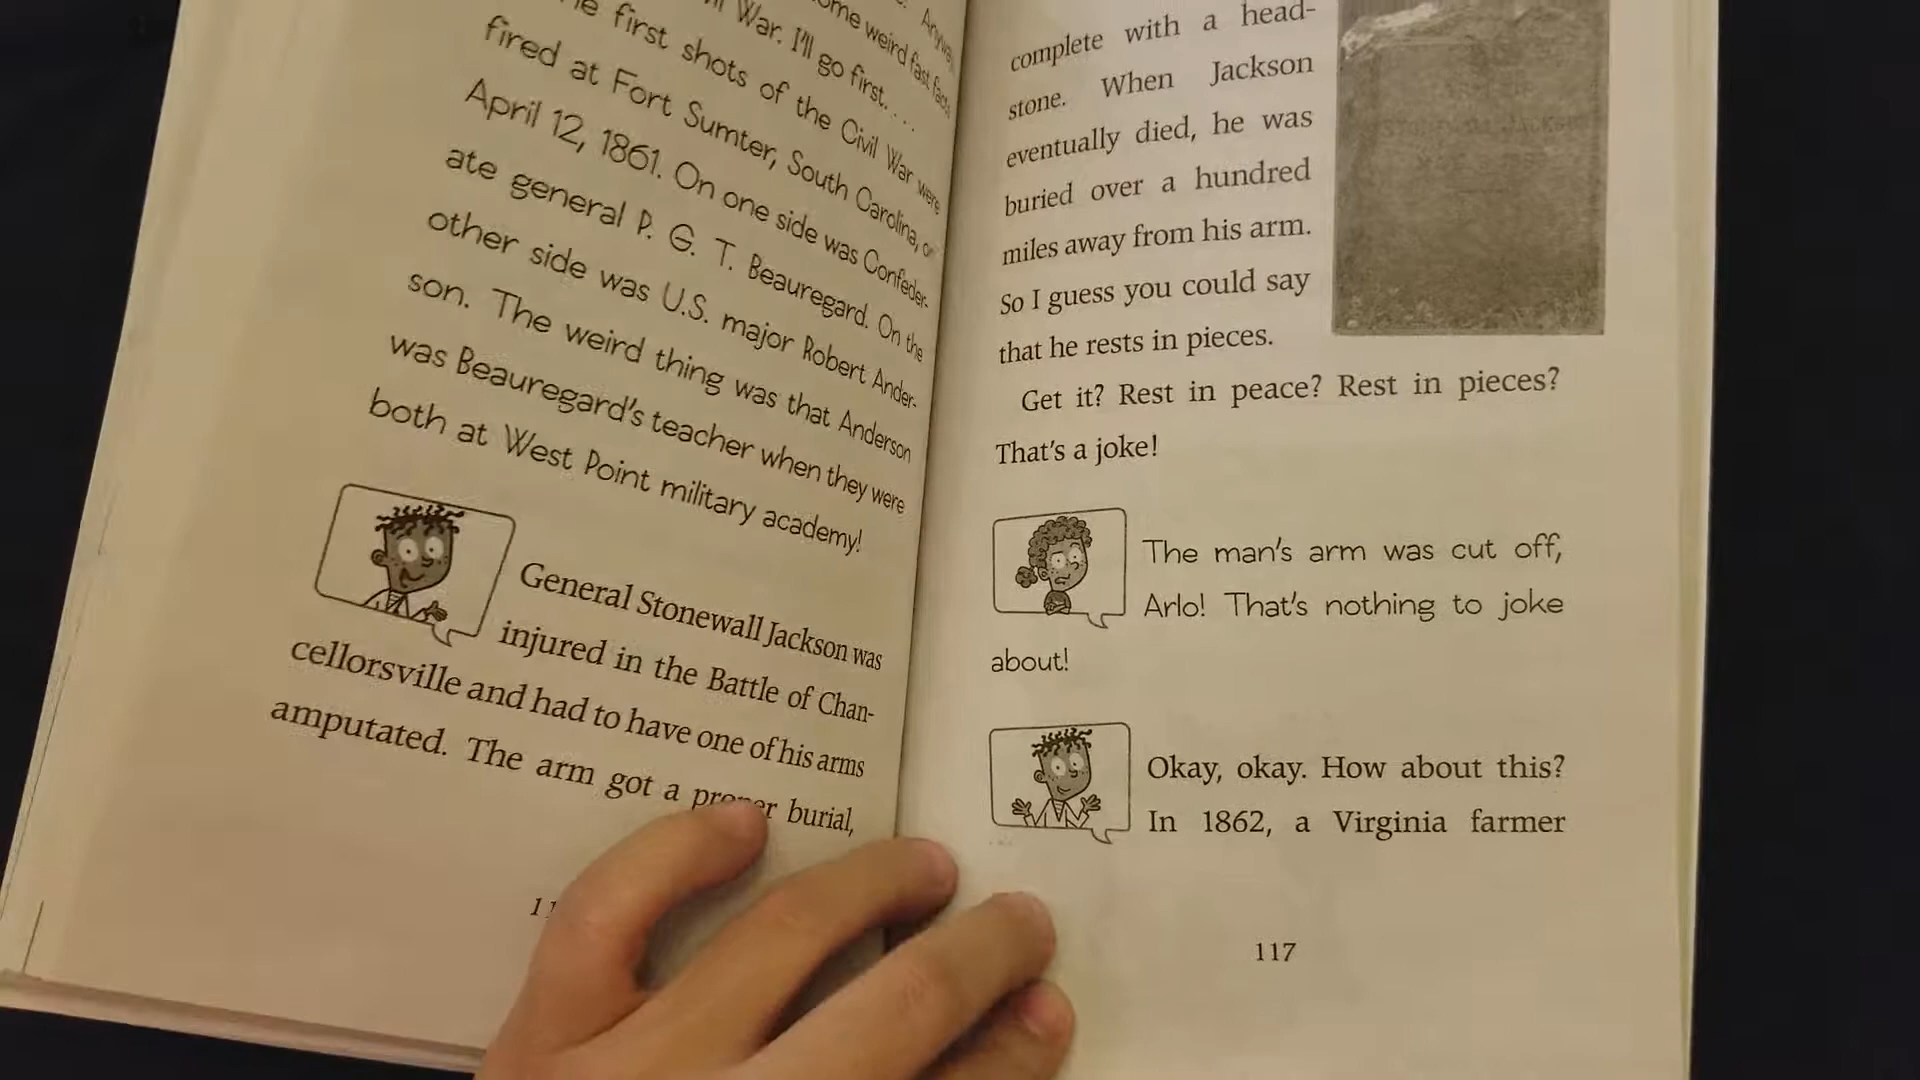 Anyway,
ome weird fast facts
War. I'll go first. . . .
first shots of the Civil War were
fired at Fort Sumter, South Carolina, on
April 12, 1861. On one side was Confeder-
ate general P. G. T. Beauregard. On the
other side was U.S. major Robert Ander-
son. The weird thing was that Anderson
was Beauregard's teacher when they were
both at West Point military academy!
General Stonewall Jackson was
injured in the Battle of Chan-
cellorsville and had to have one of his arms
amputated. The arm got a proper burial,
11
complete with a head-
stone. When Jackson
eventually died, he was
buried over a hundred
miles away from his arm.
So I guess you could say
that he rests in pieces.
Get it? Rest in peace? Rest in pieces?
That's a joke!
The man's arm was cut off,
Arlo! That's nothing to joke
about!
Okay, okay. How about this?
In 1862, a Virginia farmer
117